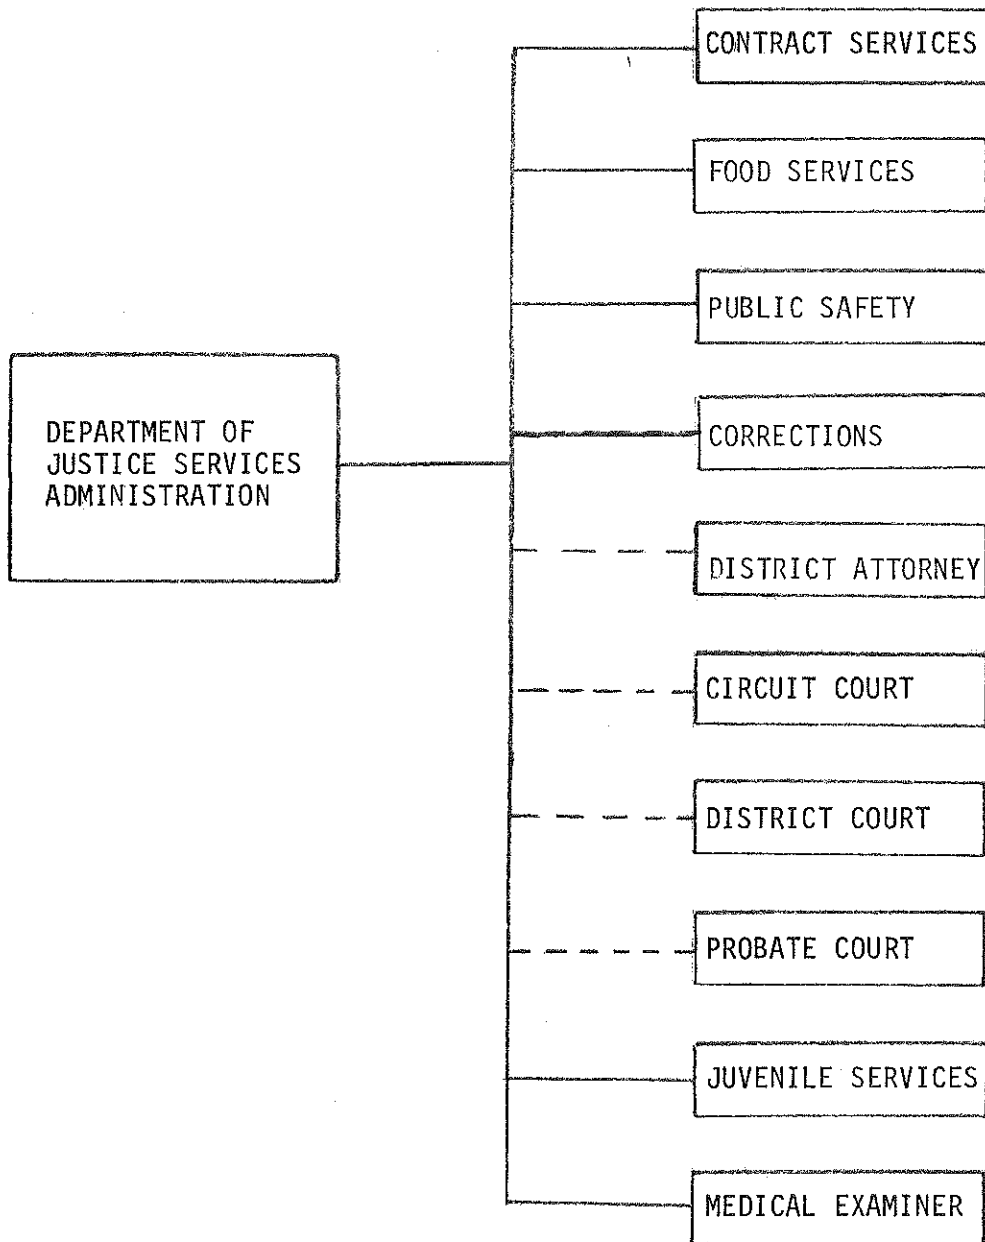 CONTRACT SERVICES
FOOD SERVICES
PUBLIC SAFETY
CORRECTIONS
DEPARTMENT OF
JUSTICE SERVICES
ADMINISTRATION
DISTRICT ATTORNEY
CIRCUIT COURT
DISTRICT COURT
PROBATE COURT
JUVENILE SERVICES
MEDICAL EXAMINER